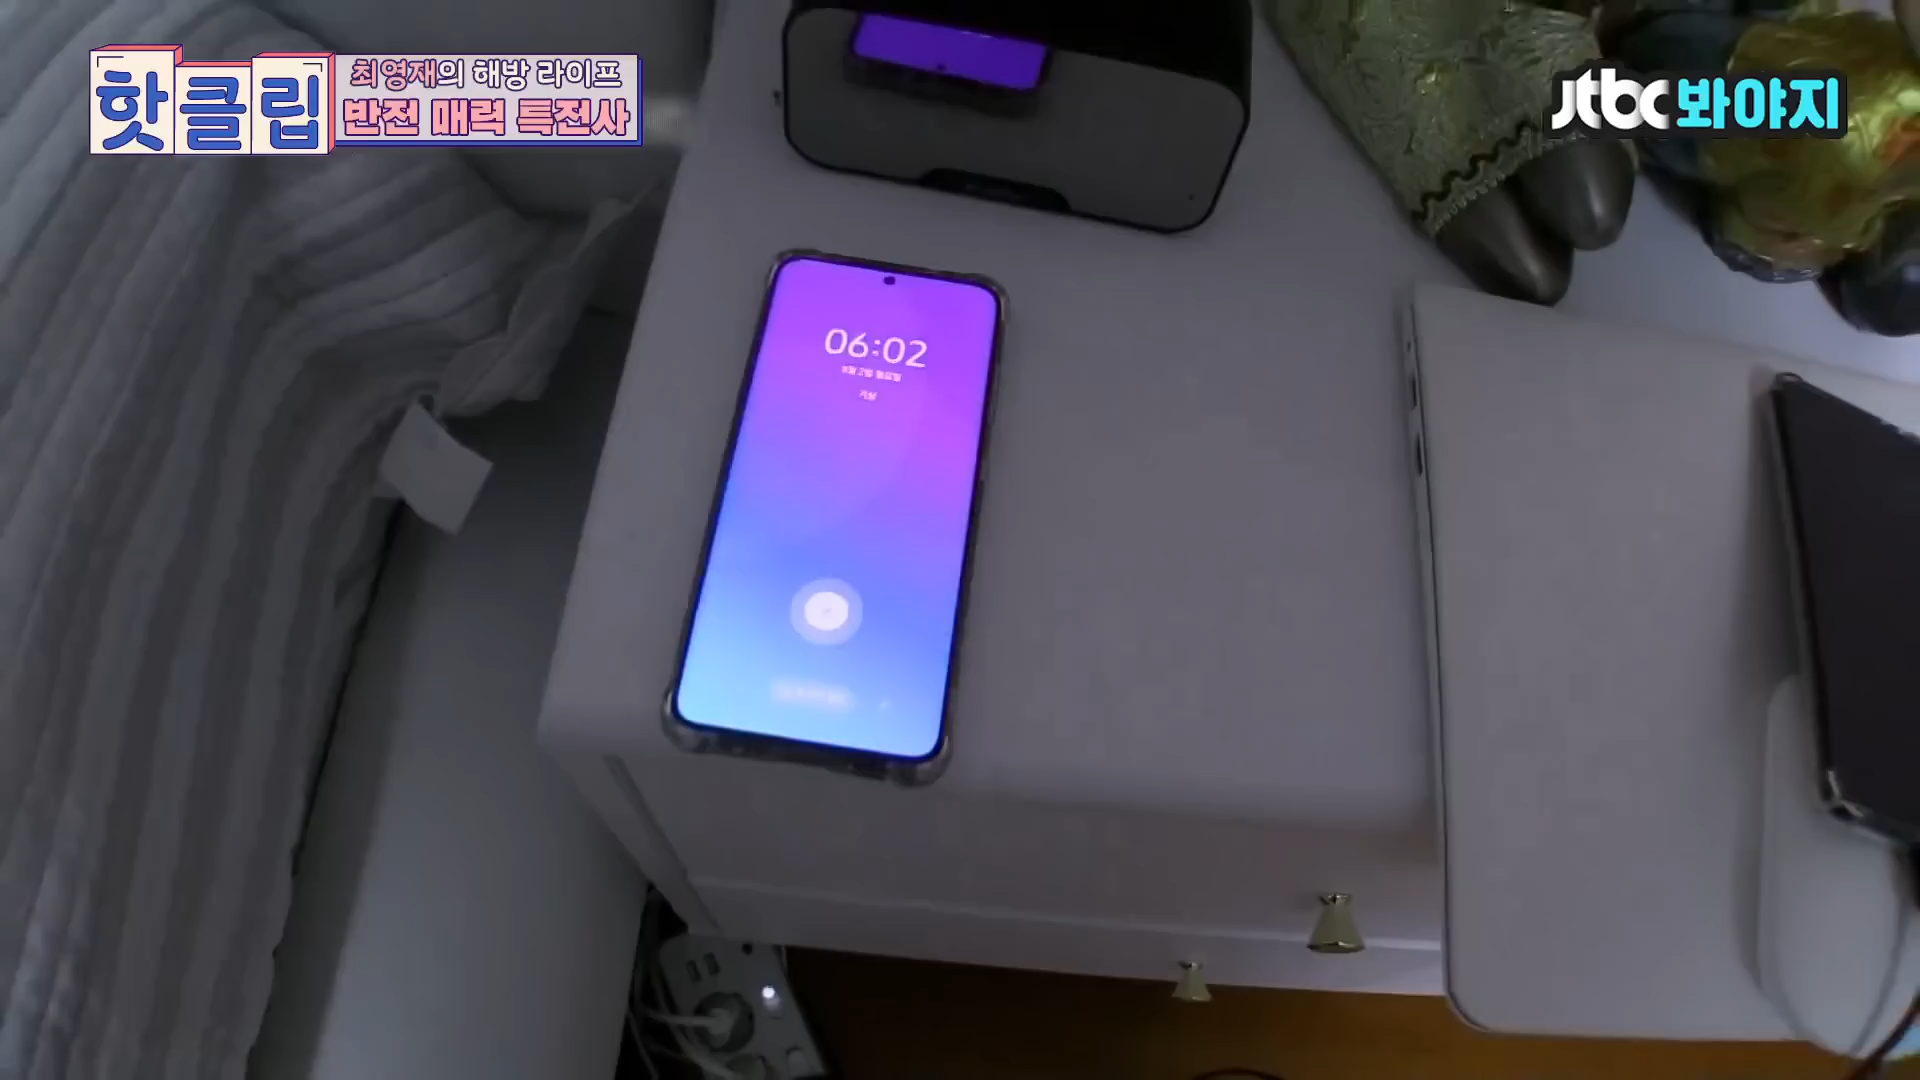 핫클립
최영재의 해방 라이프
반전 매력 특전사
jtbc 봐야지
06:02